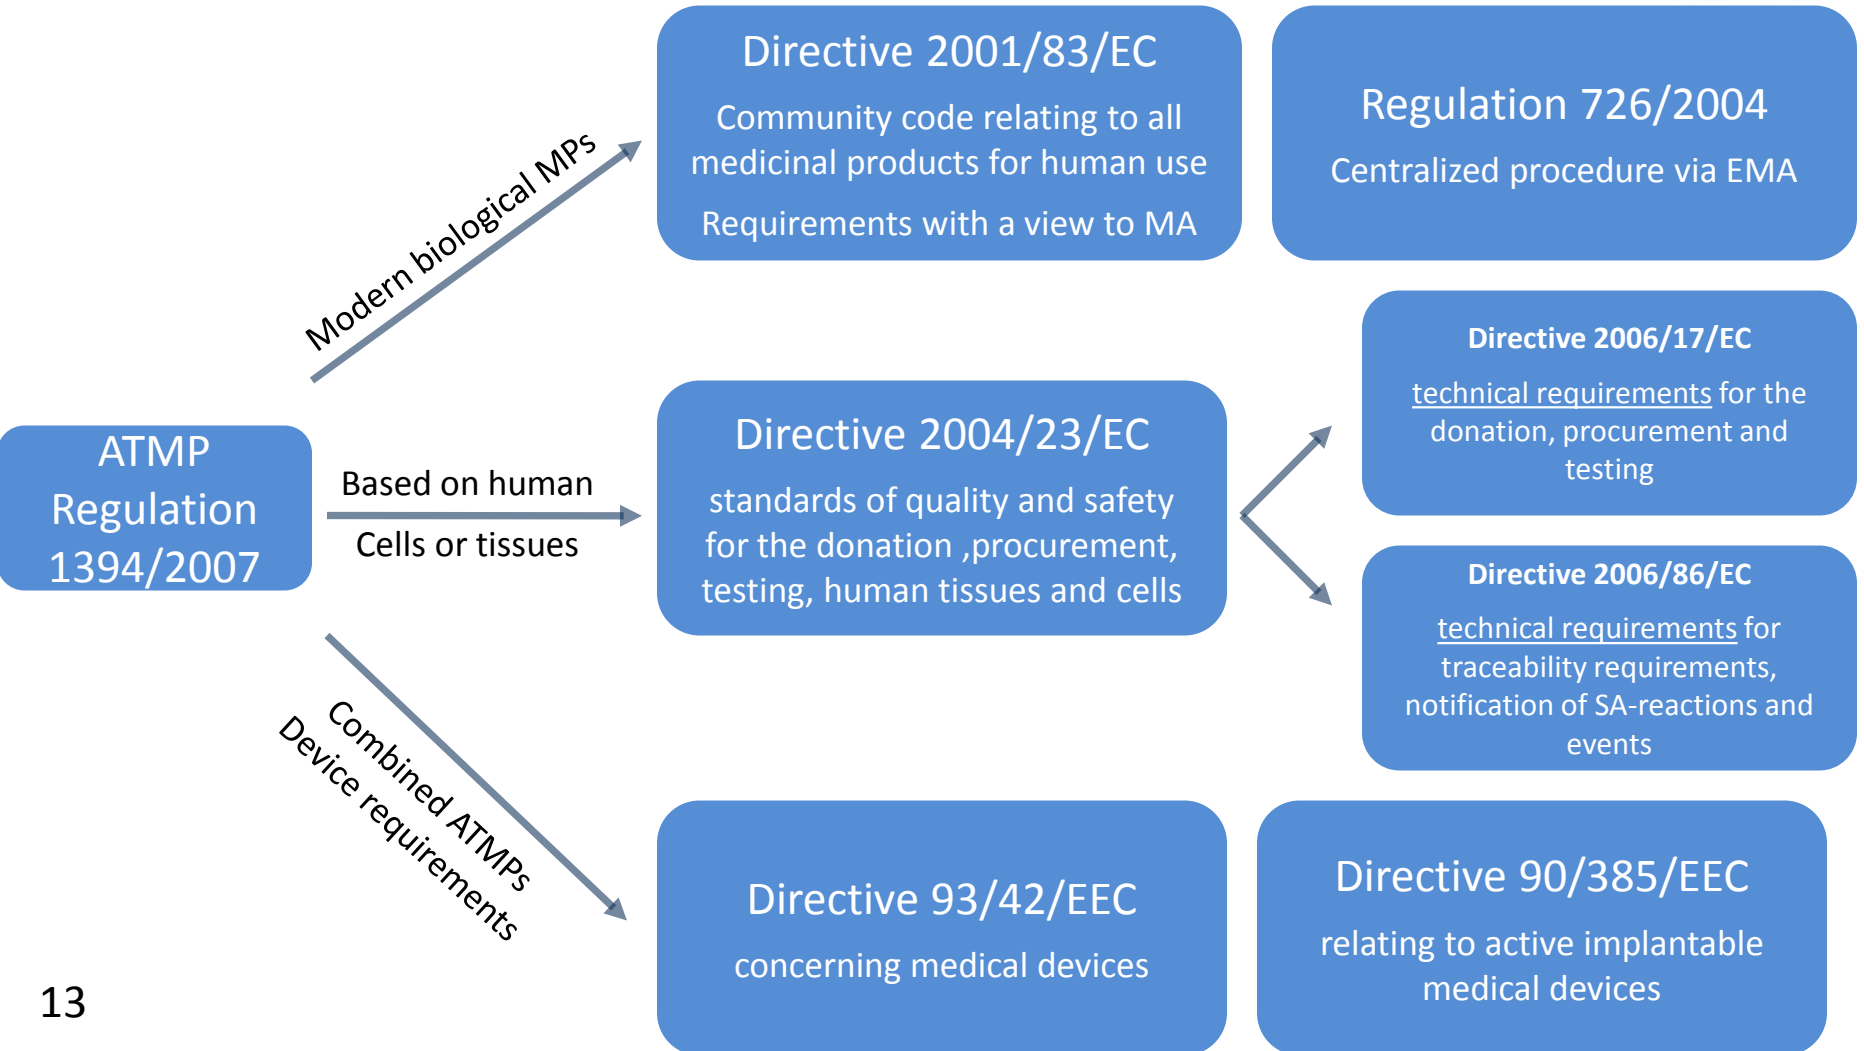 Directive 2001/83/EC
Community code relating to all
medicinal products for human use
Requirements with a view to MA
Regulation 726/2004
Centralized procedure via EMA
Modern biological MPs
Directive 2006/17/EC
technical requirements for the
donation, procurement and
testing
ATMP
Regulation
1394/2007
Based on human
Cells or tissues
Directive 2004/23/EC
standards of quality and safety
for the donation ,procurement,
testing, human tissues and cells
Directive 2006/86/EC
technical requirements for
traceability requirements,
notification of SA-reactions and
events
Combined ATMPs
Device requirements
Directive 93/42/EEC
concerning medical devices
Directive 90/385/EEC
relating to active implantable
medical devices
13